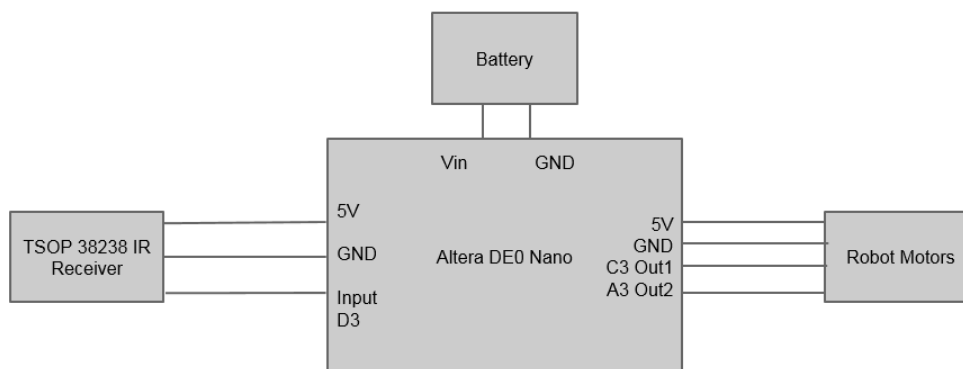 Battery
Vin
GND
5V
GND
Input
D3
TSOP 38238 IR
Receiver
Altera DE0 Nano
5V
GND
C3 Out1
A3 Out2
Robot Motors